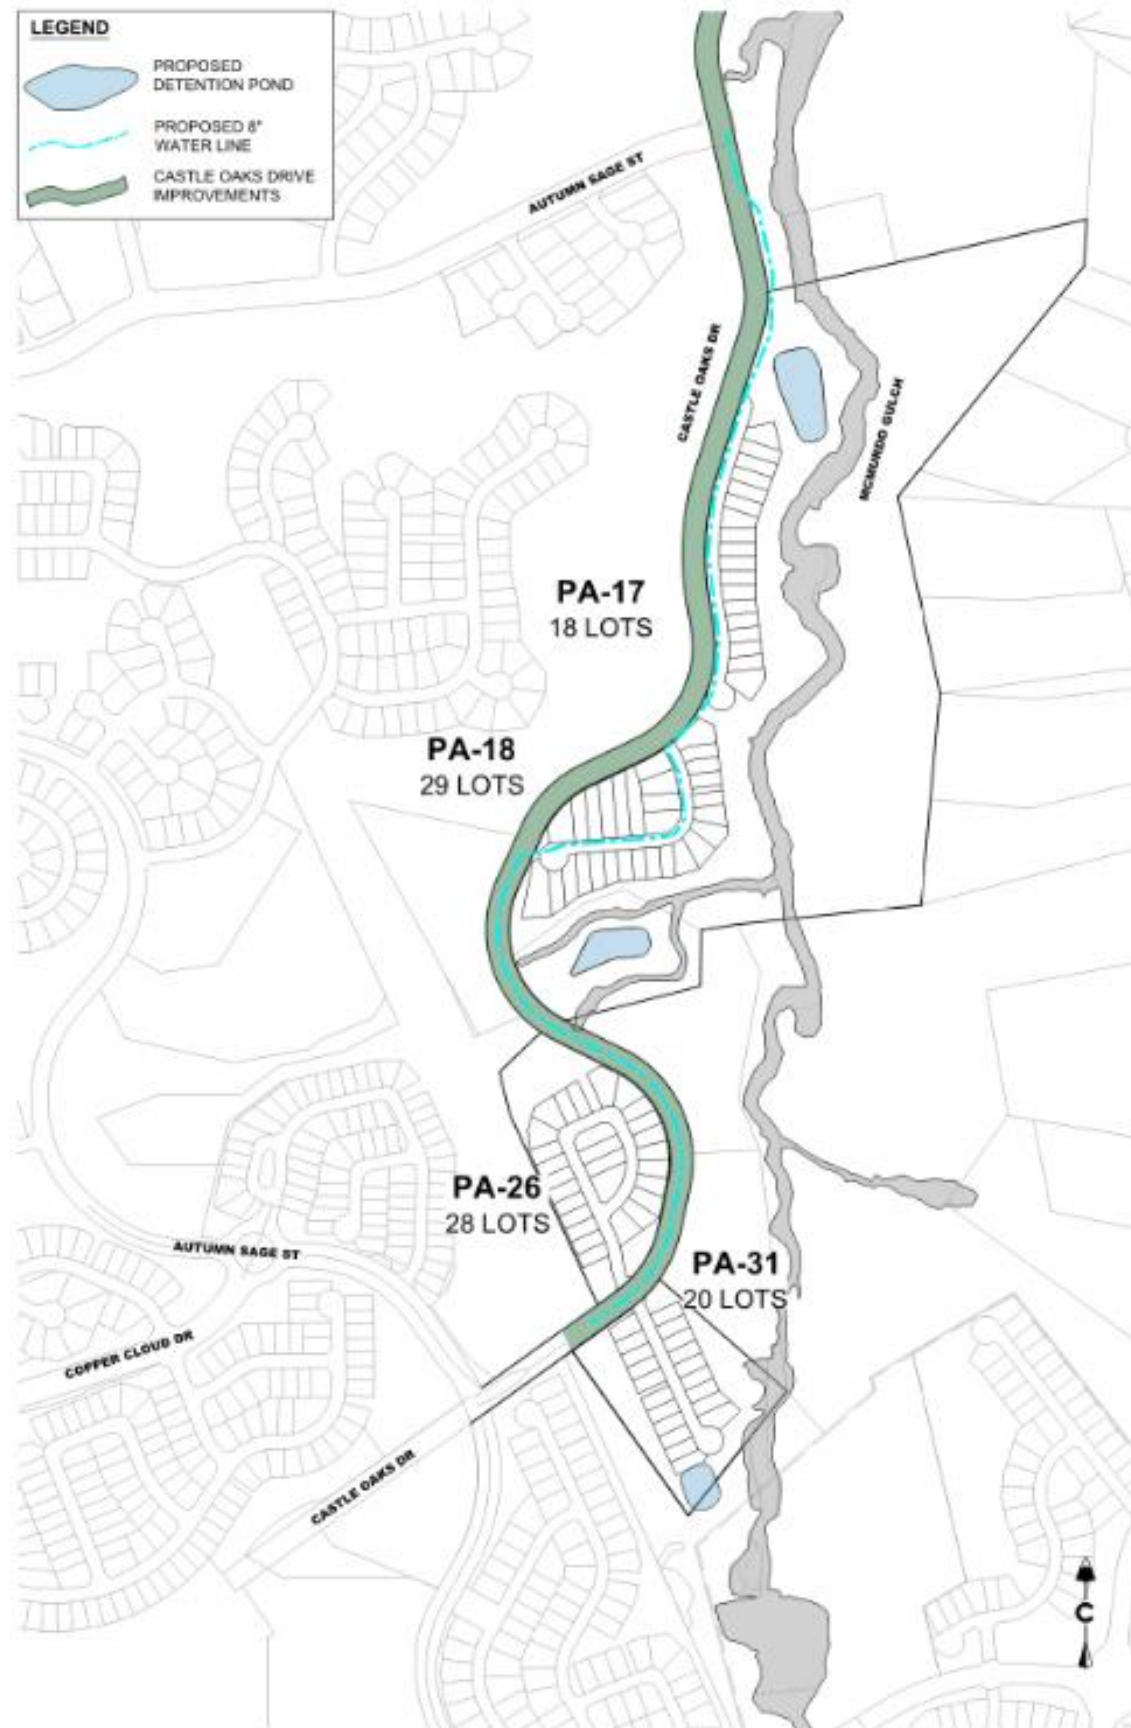 LEGEND
PROPOSED
DETENTION POND
PROPOSED 8"
WATER LINE
CASTLE OAKS DRIVE
IMPROVEMENTS
AUTUMN SAGE ST
CASTLE OAKS DR
MCMURDO GULCH
PA-17
18 LOTS
PA-18
29 LOTS
PA-26
28 LOTS
AUTUMN SAGE ST
PA-31
20 LOTS
COPPER CLOUD DR
CASTLE OAKS DR
C